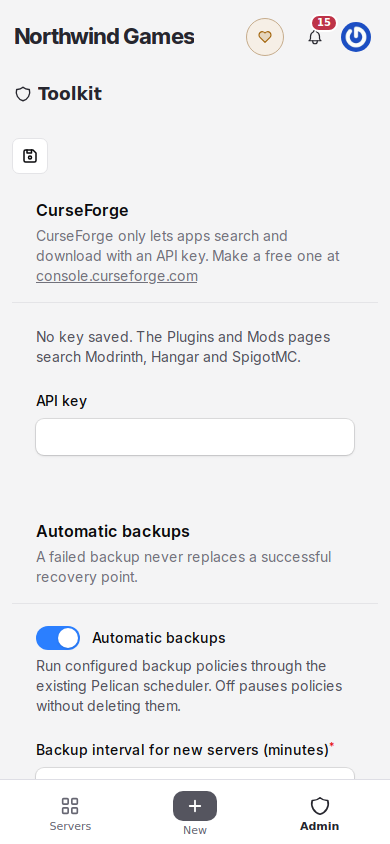 Northwind Games
15
Toolkit
CurseForge
CurseForge only lets apps search and
download with an API key. Make a free one at
console.curseforge.com
No key saved. The Plugins and Mods pages
search Modrinth, Hangar and SpigotMC.
API key
Automatic backups
A failed backup never replaces a successful
recovery point.
Automatic backups
Run configured backup policies through the
existing Pelican scheduler. Off pauses policies
without deleting them.
Backup interval for new servers (minutes)*
Servers
New
Admin